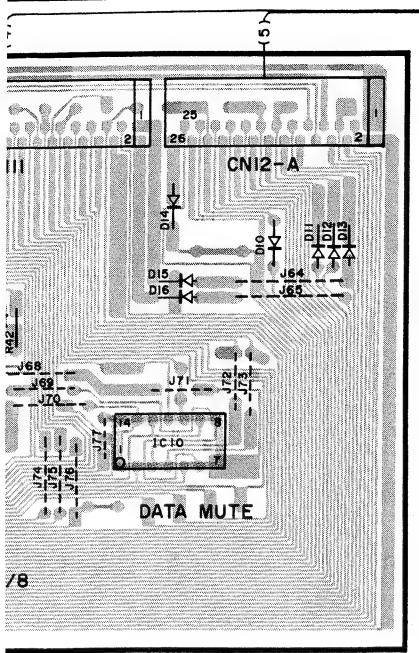 (5)
25
26
2
2
CN12-A
D14
D10
D11
D12
D13
D15
D16
J64
J65
R42
J68
J69
J70
J71
J72
J73
J77
14
8
IC10
1
7
J74
J75
J76
DATA MUTE
/8